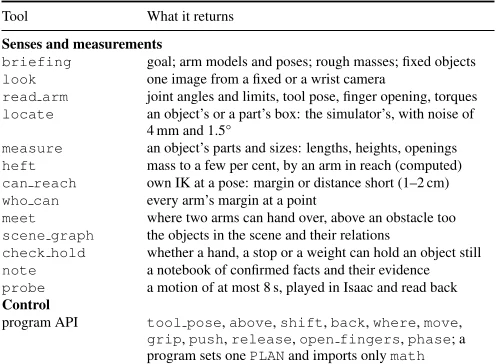 Tool What it returns
Senses and measurements
briefing goal; arm models and poses; rough masses; fixed objects
look one image from a fixed or a wrist camera
read_arm joint angles and limits, tool pose, finger opening, torques
locate an object's or a part's box: the simulator's, with noise of
4 mm and 1.5°
measure an object's parts and sizes: lengths, heights, openings
heft mass to a few per cent, by an arm in reach (computed)
can_reach own IK at a pose: margin or distance short (1–2 cm)
who_can every arm's margin at a point
meet where two arms can hand over, above an obstacle too
scene_graph the objects in the scene and their relations
check_hold whether a hand, a stop or a weight can hold an object still
note a notebook of confirmed facts and their evidence
probe a motion of at most 8 s, played in Isaac and read back
Control
program API tool_pose, above, shift, back, where, move,
grip, push, release, open_fingers, phase; a
program sets one PLAN and imports only math